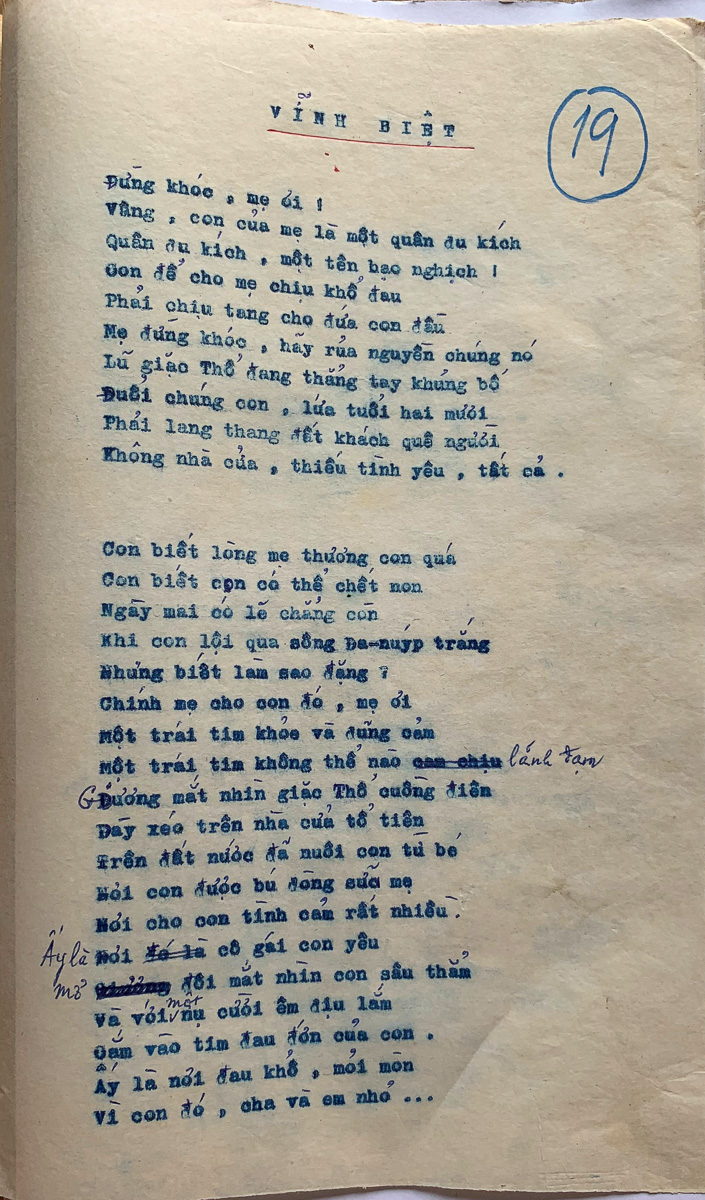 VĨNH BIỆT
19
Đừng khóc , mẹ ơi !
Vâng , con của mẹ là một quân du kích
Quân du kích , một tên bạo nghịch !
Con để cho mẹ chịu khổ đau
Phải chịu tang cho đứa con đầu
Mẹ đừng khóc , hãy rủa nguyền chúng nó
Lũ giặc Thổ đang thẳng tay khủng bố
Đuổi chúng con , lứa tuổi hai mươi
Phải lang thang đất khách quê người
Không nhà cửa , thiếu tình yêu , tất cả .
Con biết lòng mẹ thương con quá
Con biết con có thể chết non
Ngày mai có lẽ chẳng còn
Khi con lội qua sông Đa-nuýp trắng
Nhưng biết làm sao đặng ?
Chính mẹ cho con đó , mẹ ơi
Một trái tim khỏe và dũng cảm
Một trái tim không thể nào cam chịu lãnh đạm
Giương mắt nhìn giặc Thổ cuồng điên
Dày xéo trên nhà cửa tổ tiên
Trên đất nước đã nuôi con từ bé
Nơi con được bú dòng sữa mẹ
Nơi cho con tình cảm rất nhiều .
Ấy là Nơi đó là cô gái con yêu
mở đôi mắt nhìn con sâu thẳm
Và với một nụ cười êm dịu lắm
Cắm vào tim đau đớn của con .
Ấy là nơi đau khổ , mỏi mòn
Vì con đó , cha và em nhỏ ...